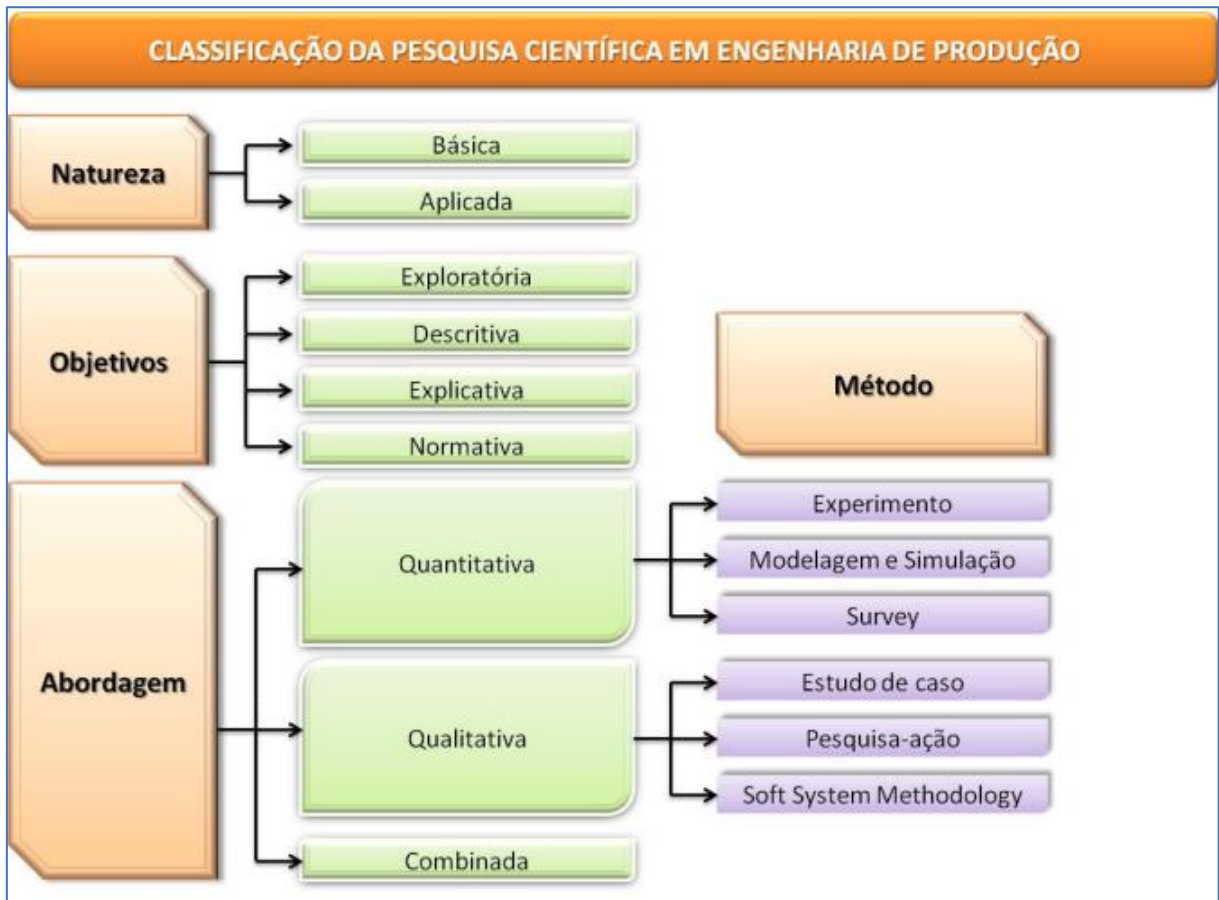 CLASSIFICAÇÃO DA PESQUISA CIENTÍFICA EM ENGENHARIA DE PRODUÇÃO
Natureza
Básica
Aplicada
Objetivos
Exploratória
Descritiva
Explicativa
Normativa
Método
Abordagem
Quantitativa
Experimento
Modelagem e Simulação
Survey
Qualitativa
Estudo de caso
Pesquisa-ação
Soft System Methodology
Combinada